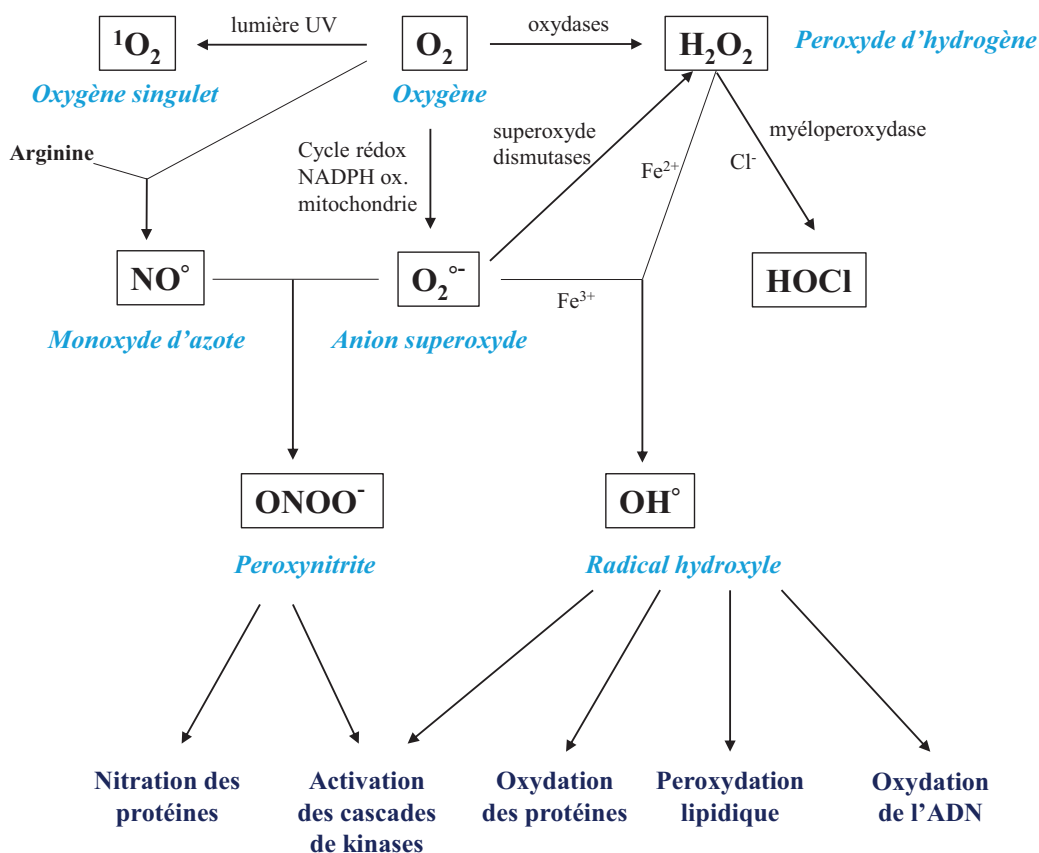 lumière UV
oxydases
¹O₂
O₂
H₂O₂
Peroxyde d’hydrogène
Oxygène singulet
Oxygène
Arginine
Cycle rédox
NADPH ox.
mitochondrie
superoxyde
dismutases
Fe²⁺
Cl⁻
myéloperoxydase
NO°
O₂°⁻
Fe³⁺
HOCl
Monoxyde d’azote
Anion superoxyde
ONOO⁻
OH°
Peroxynitrite
Radical hydroxyle
Nitration des
protéines
Activation
des cascades
de kinases
Oxydation
des protéines
Peroxydation
lipidique
Oxydation
de l’ADN